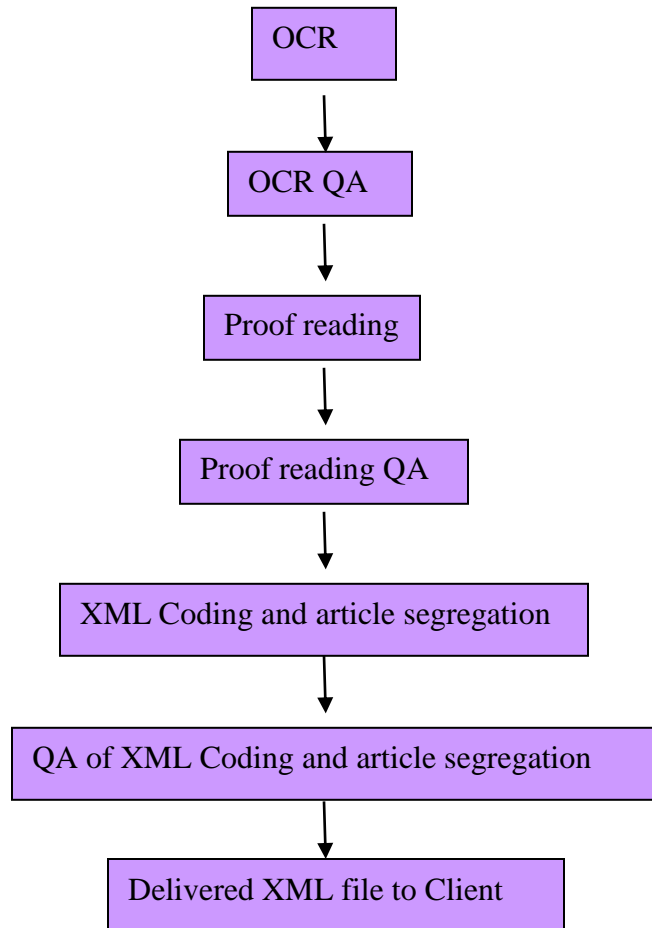 OCR
OCR QA
Proof reading
Proof reading QA
XML Coding and article segregation
QA of XML Coding and article segregation
Delivered XML file to Client